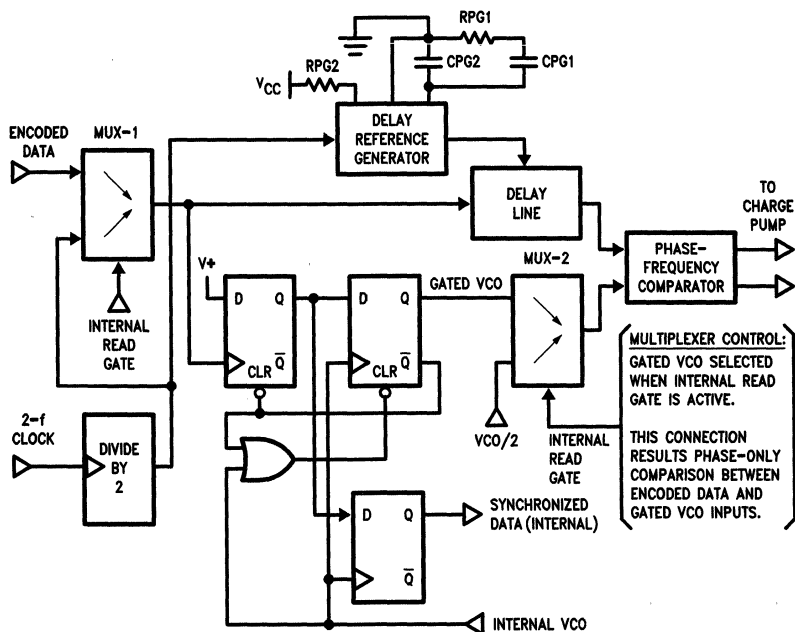 RPG1
CPG2
CPG1
RPG2
VCC
DELAY
REFERENCE
GENERATOR
ENCODED
DATA
MUX-1
DELAY
LINE
TO
CHARGE
PUMP
PHASE-
FREQUENCY
COMPARATOR
INTERNAL
READ
GATE
V+
D Q
Q
CLR
D Q
Q
CLR
GATED VCO
MUX-2
VCO/2
INTERNAL
READ
GATE
MULTIPLEXER CONTROL:
GATED VCO SELECTED
WHEN INTERNAL READ
GATE IS ACTIVE.
THIS CONNECTION
RESULTS PHASE-ONLY
COMPARISON BETWEEN
ENCODED DATA AND
GATED VCO INPUTS.
2-f
CLOCK
DIVIDE
BY
2
D Q
Q
SYNCHRONIZED
DATA (INTERNAL)
INTERNAL VCO